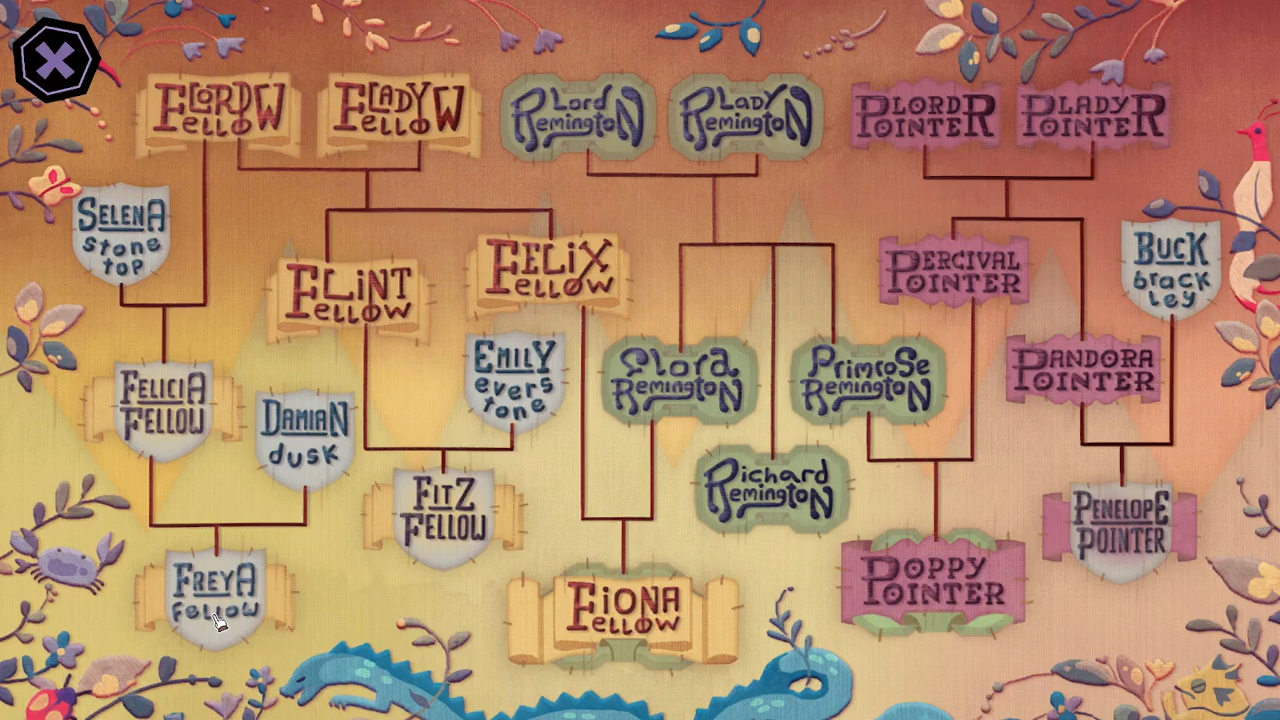 LORD
FELLOW
LADY
FELLOW
Lord
Remington
Lady
Remington
LORD
POINTER
LADY
POINTER
SELENA
stone
top
FLINT
FELLOW
FELIX
FELLOW
PERCIVAL
POINTER
BUCK
brack
ley
FELICIA
FELLOW
DAMIAN
dusk
EMILY
evers
tone
Flora
Remington
Primrose
Remington
PANDORA
POINTER
FITZ
FELLOW
Richard
Remington
PENELOPE
POINTER
FREYA
fellow
FIONA
FELLOW
POPPY
POINTER